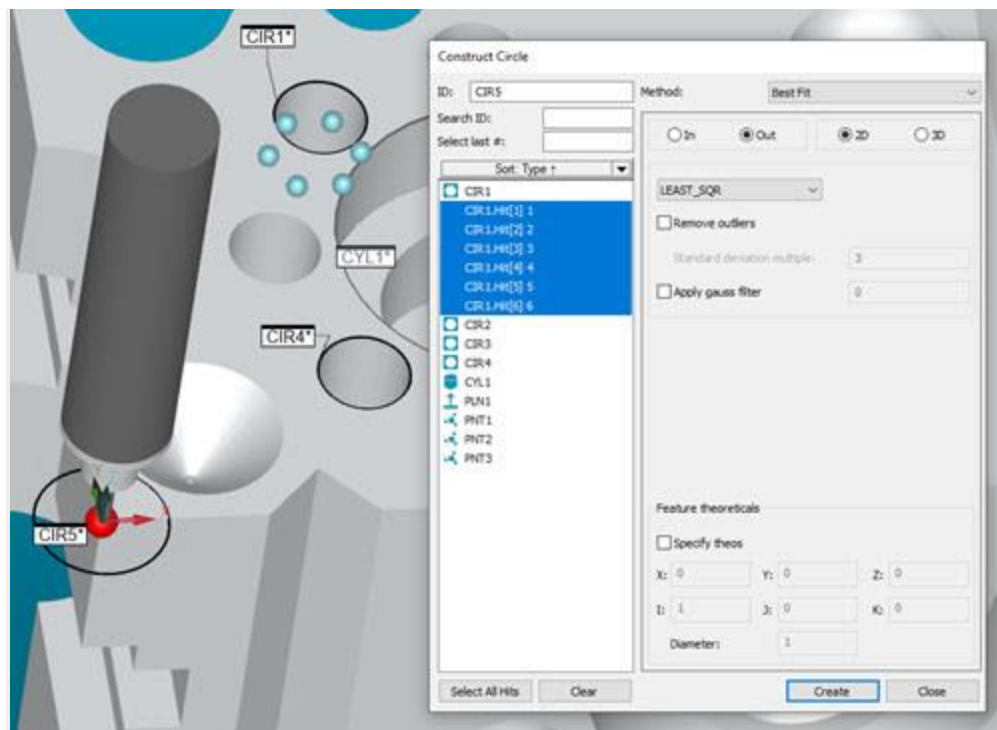 CIR1*
CYL1*
CIR4*
CIR5*
X
Construct Circle
ID: CIR5
Method: Best Fit
Search ID:
Select last #:
Sort: Type ↑
In Out 2D 3D
CIR1
CIR1.Hit[1] 1
CIR1.Hit[2] 2
CIR1.Hit[3] 3
CIR1.Hit[4] 4
CIR1.Hit[5] 5
CIR1.Hit[6] 6
CIR2
CIR3
CIR4
CYL1
PLN1
PNT1
PNT2
PNT3
LEAST_SQR
Remove outliers
Standard deviation multiple: 3
Apply gauss filter 0
Feature theoreticals
Specify theos
X: 0 Y: 0 Z: 0
I: 1 J: 0 K: 0
Diameter: 1
Select All Hits Clear
Create Close